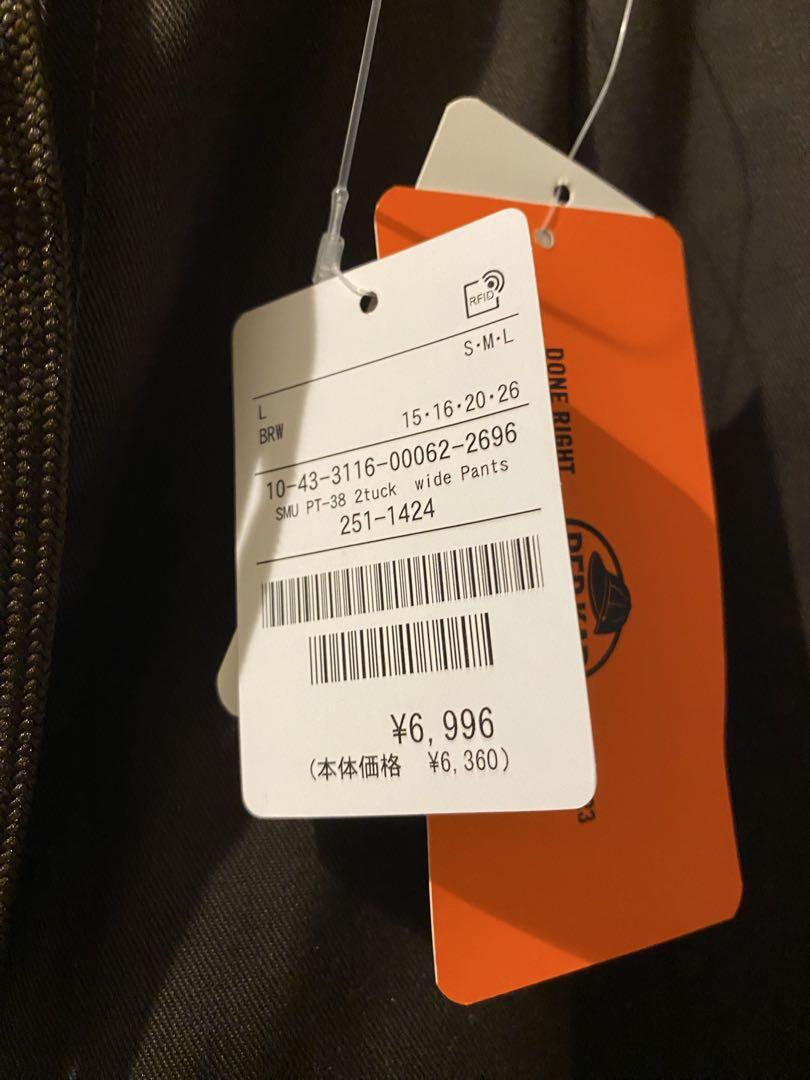 RFID
S·M·L
L
BRW
15·16·20·26
10-43-3116-00062-2696
SMU PT-38 2tuck wide Pants
251-1424
¥6,996
(本体価格 ¥6,360)
DONE RIGHT